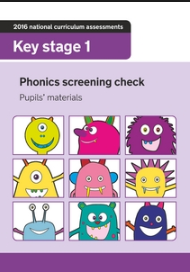 2016 national curriculum assessments
Key stage 1
Phonics screening check
Pupils' materials